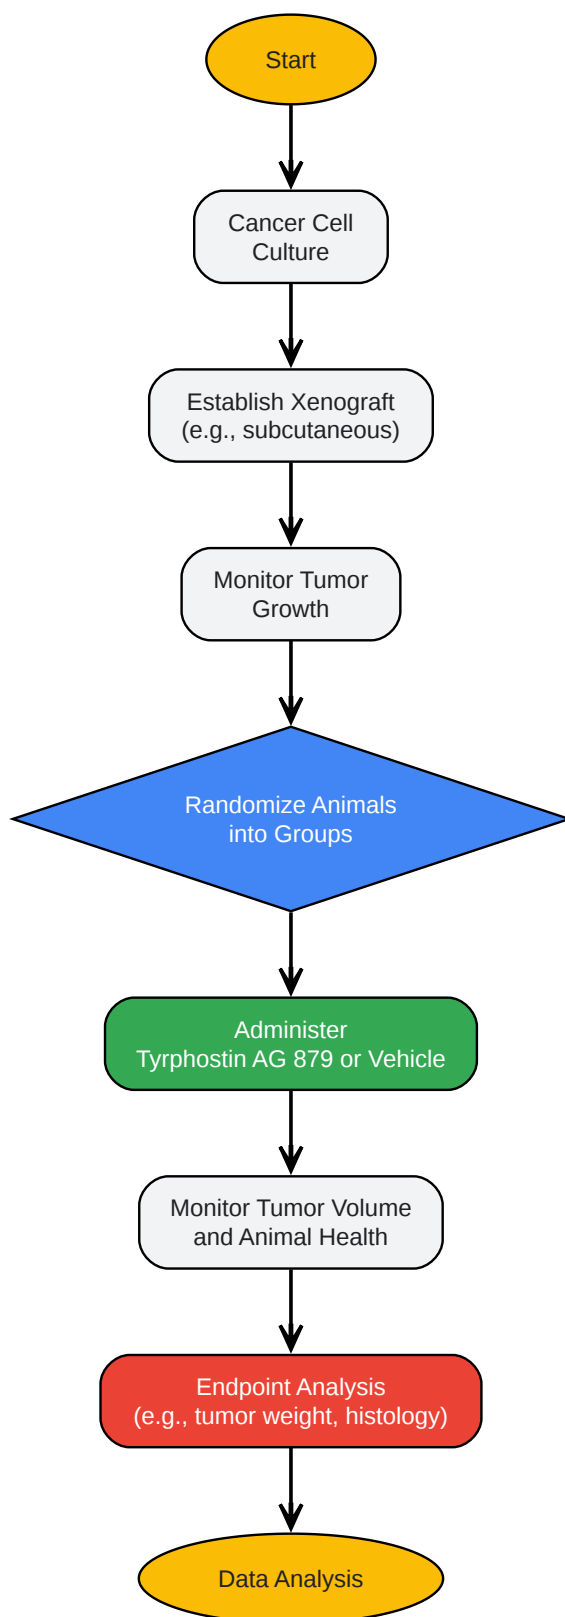 Start
Cancer Cell
Culture
Establish Xenograft
(e.g., subcutaneous)
Monitor Tumor
Growth
Randomize Animals
into Groups
Administer
Tyrphostin AG 879 or Vehicle
Monitor Tumor Volume
and Animal Health
Endpoint Analysis
(e.g., tumor weight, histology)
Data Analysis